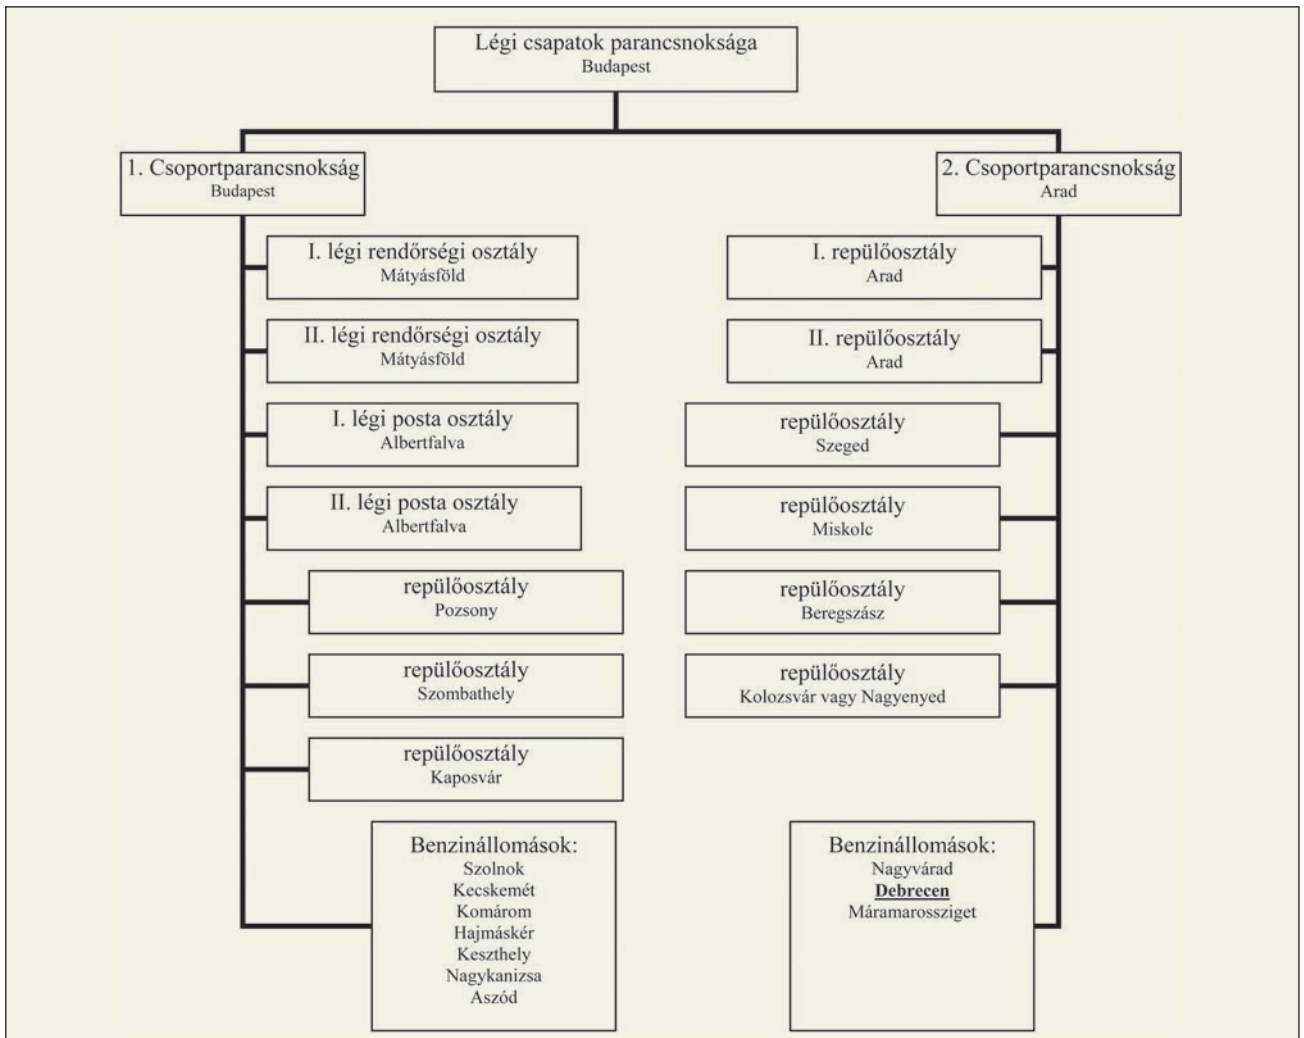 Légi csapatok parancsnoksága
Budapest
1. Csoportparancsnokság
Budapest
I. légi rendőrségi osztály
Mátyásföld
II. légi rendőrségi osztály
Mátyásföld
I. légi posta osztály
Albertfalva
II. légi posta osztály
Albertfalva
repülőosztály
Pozsony
repülőosztály
Szombathely
repülőosztály
Kaposvár
Benzinállomások:
Szolnok
Kecskemét
Komárom
Hajmáskér
Keszthely
Nagykanizsa
Aszód
2. Csoportparancsnokság
Arad
I. repülőosztály
Arad
II. repülőosztály
Arad
repülőosztály
Szeged
repülőosztály
Miskolc
repülőosztály
Beregszász
repülőosztály
Kolozsvár vagy Nagyenyed
Benzinállomások:
Nagyvárad
Debrecen
Máramarossziget